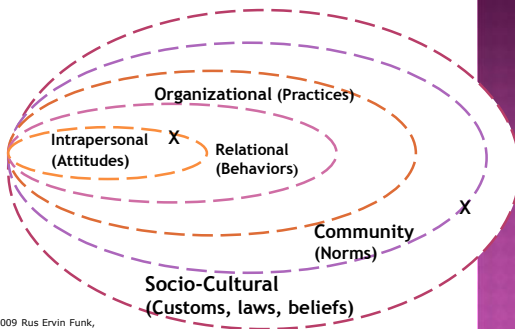 Organizational (Practices)
X
Intrapersonal
(Attitudes)
Relational
(Behaviors)
X
Community
(Norms)
Socio-Cultural
(Customs, laws, beliefs)
009 Rus Ervin Funk,